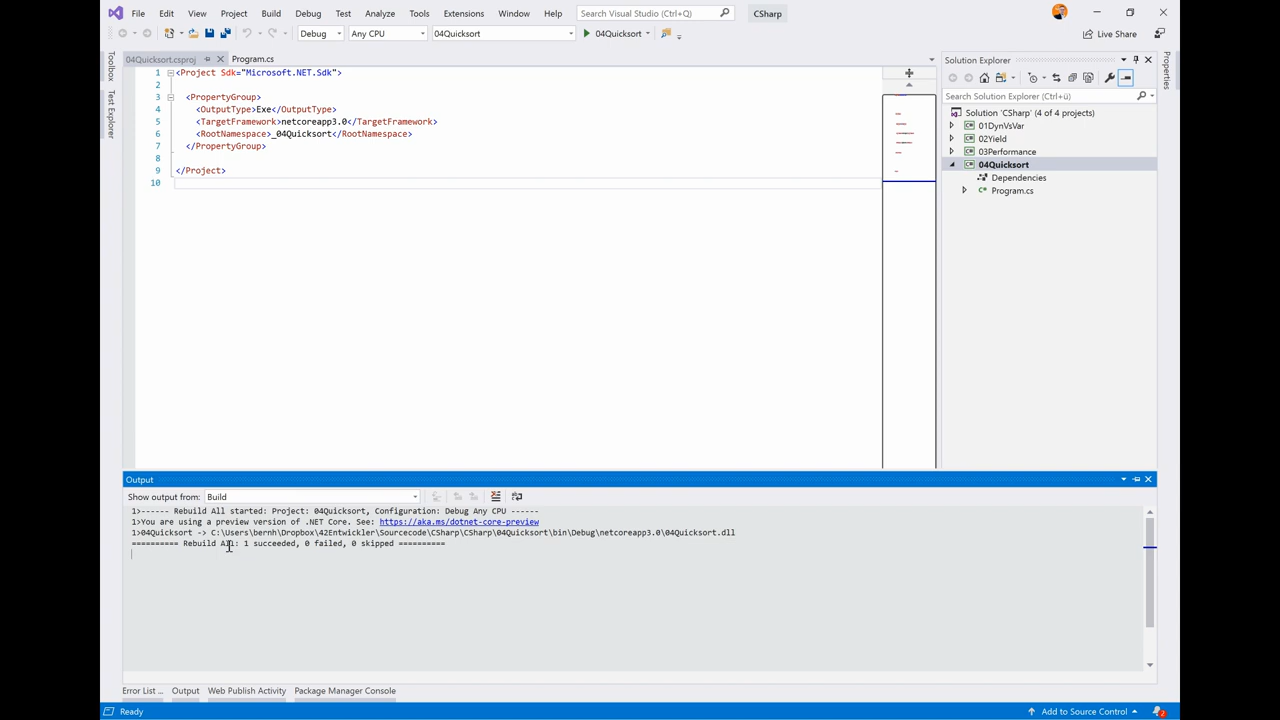 File Edit View Project Build Debug Test Analyze Tools Extensions Window Help Search Visual Studio (Ctrl+Q) CSharp
Debug Any CPU 04Quicksort 04Quicksort Live Share
Toolbox
Test Explorer
04Quicksort.csproj Program.cs
1 <Project Sdk="Microsoft.NET.Sdk">
2
3 <PropertyGroup>
4 <OutputType>Exe</OutputType>
5 <TargetFramework>netcoreapp3.0</TargetFramework>
6 <RootNamespace>_04Quicksort</RootNamespace>
7 </PropertyGroup>
8
9 </Project>
10
Solution Explorer
Search Solution Explorer (Ctrl+ü)
Solution 'CSharp' (4 of 4 projects)
01DynVsVar
02Yield
03Performance
04Quicksort
Dependencies
Program.cs
Properties
Output
Show output from: Build
1>------ Rebuild All started: Project: 04Quicksort, Configuration: Debug Any CPU ------
1>You are using a preview version of .NET Core. See: https://aka.ms/dotnet-core-preview
1>04Quicksort -> C:\Users\bernh\Dropbox\42Entwickler\Sourcecode\CSharp\CSharp\04Quicksort\bin\Debug\netcoreapp3.0\04Quicksort.dll
========== Rebuild All: 1 succeeded, 0 failed, 0 skipped ==========
Error List ... Output Web Publish Activity Package Manager Console
Ready Add to Source Control 2